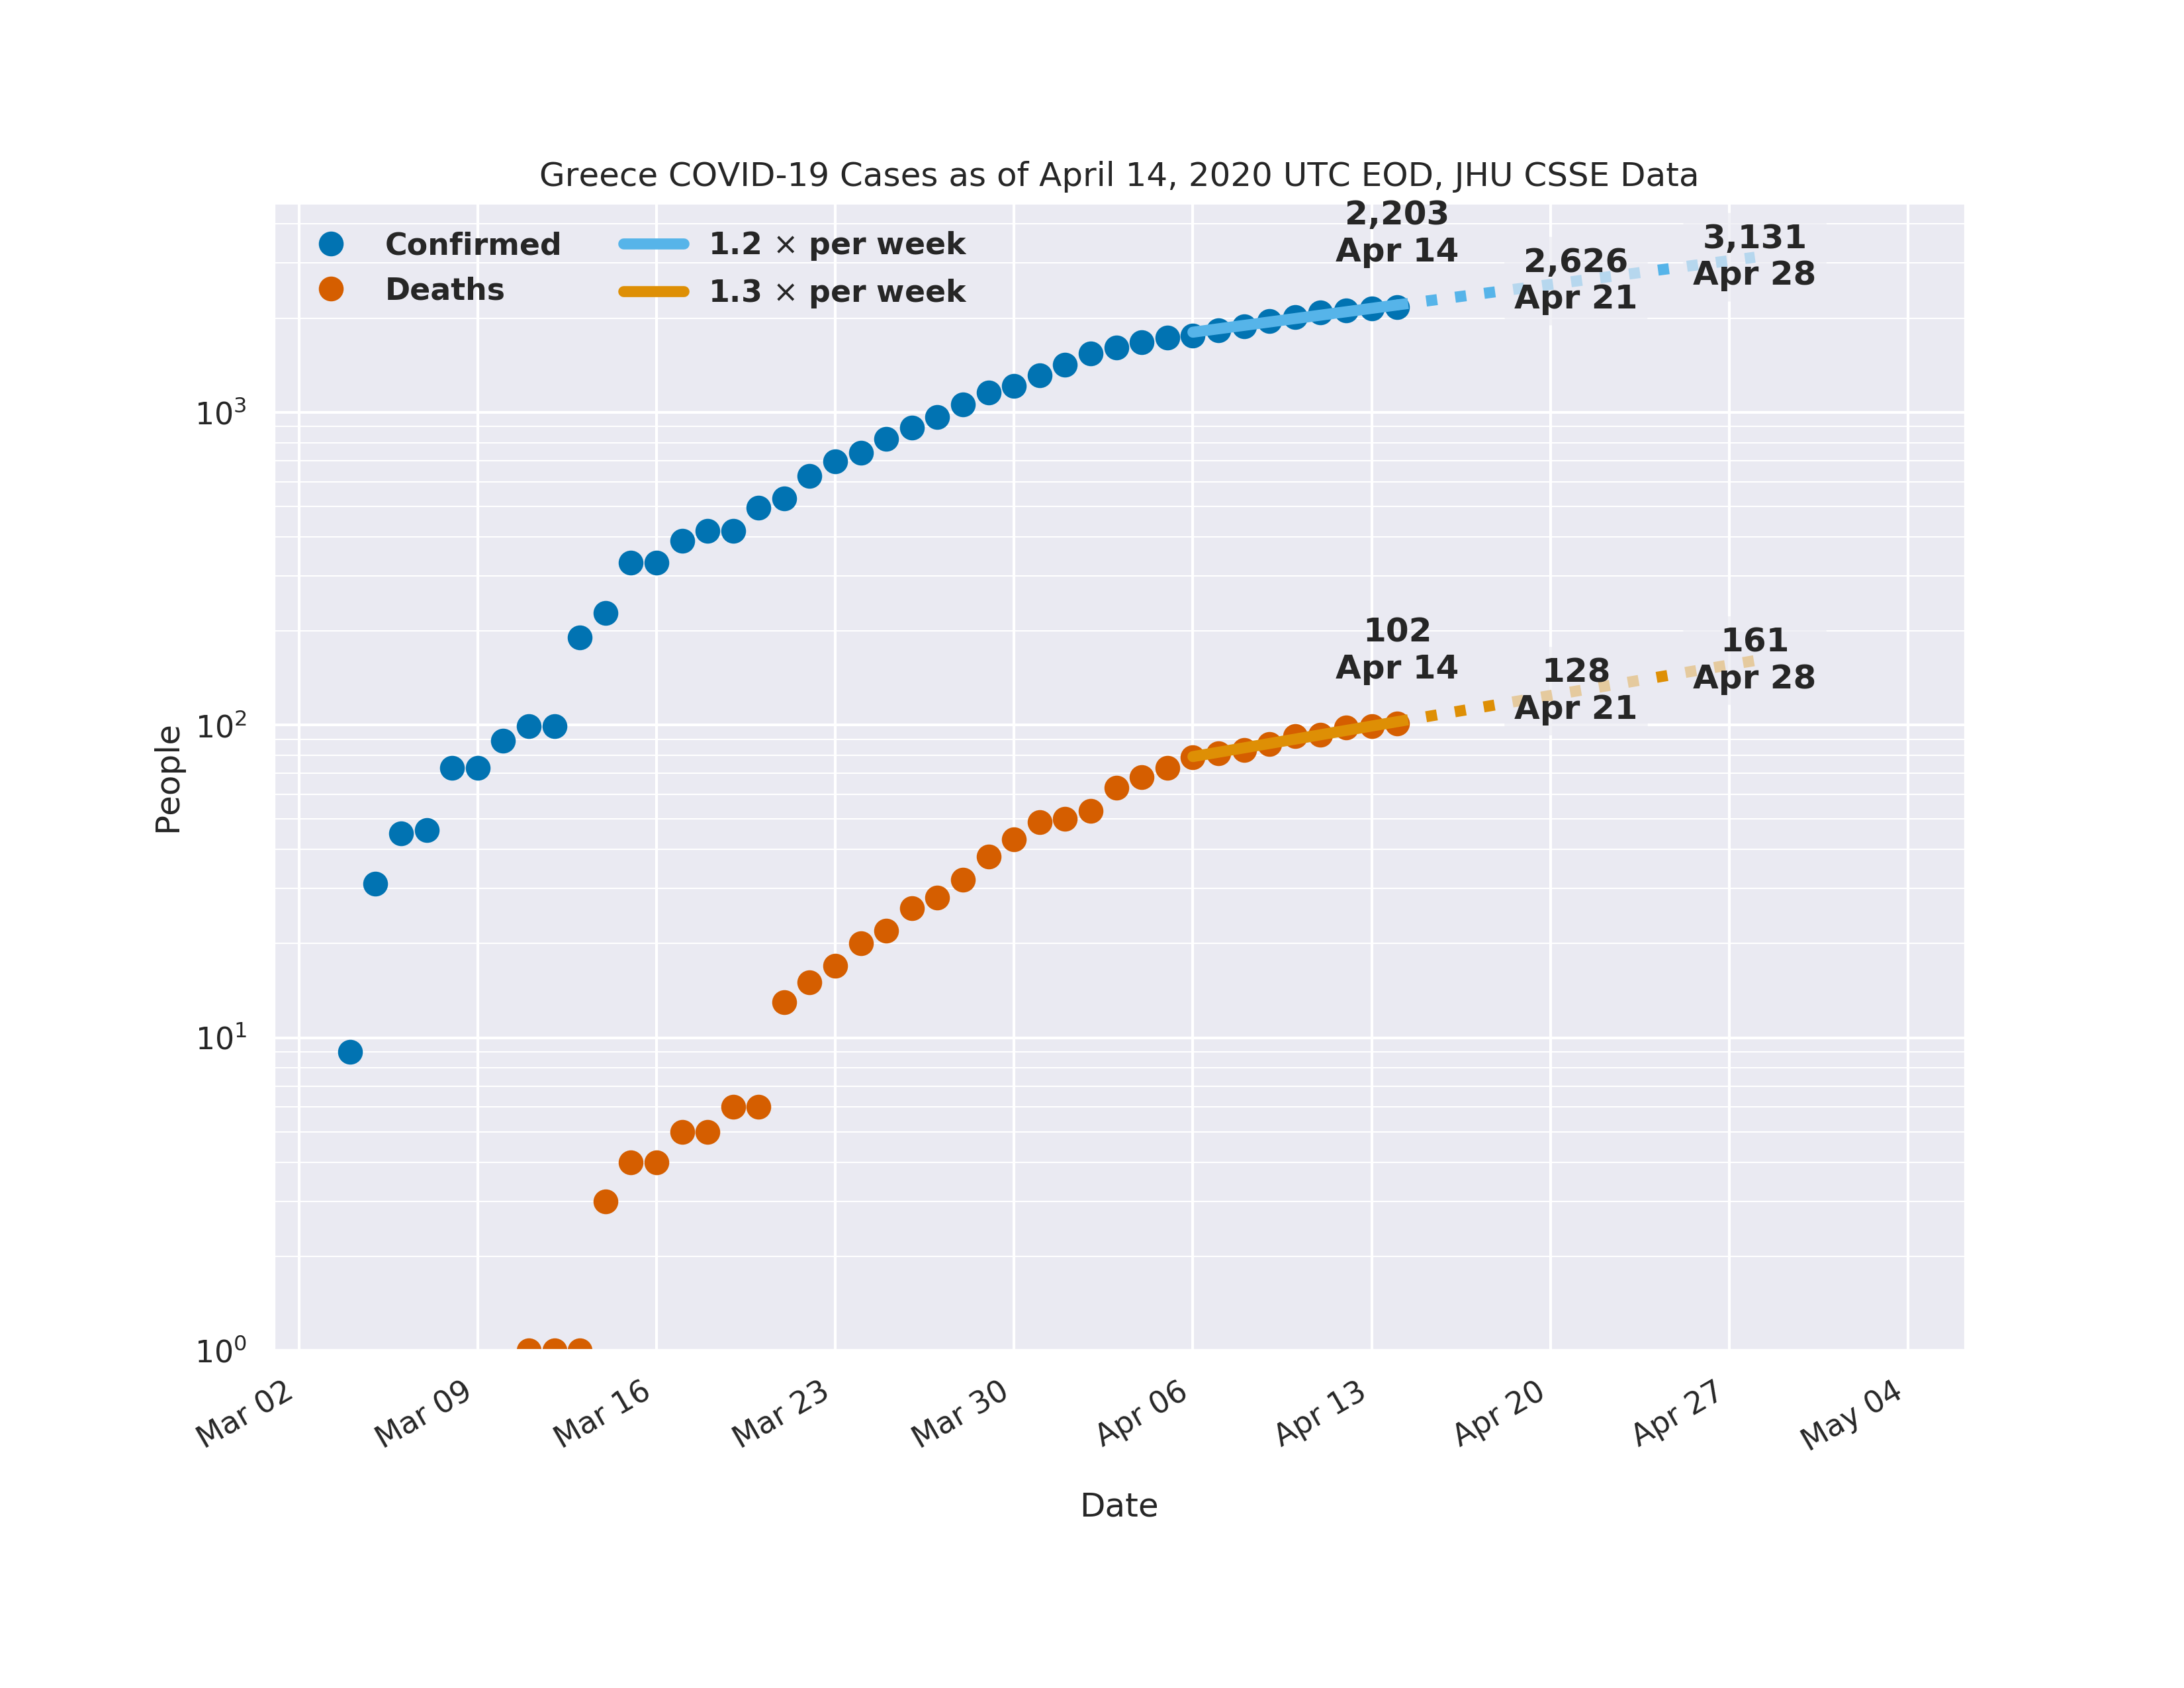 Greece COVID-19 Cases as of April 14, 2020 UTC EOD, JHU CSSE Data
Confirmed
Deaths
1.2 × per week
1.3 × per week
2,203
Apr 14
2,626
Apr 21
3,131
Apr 28
102
Apr 14
128
Apr 21
161
Apr 28
People
10³
10²
10¹
10⁰
Mar 02
Mar 09
Mar 16
Mar 23
Mar 30
Apr 06
Apr 13
Apr 20
Apr 27
May 04
Date